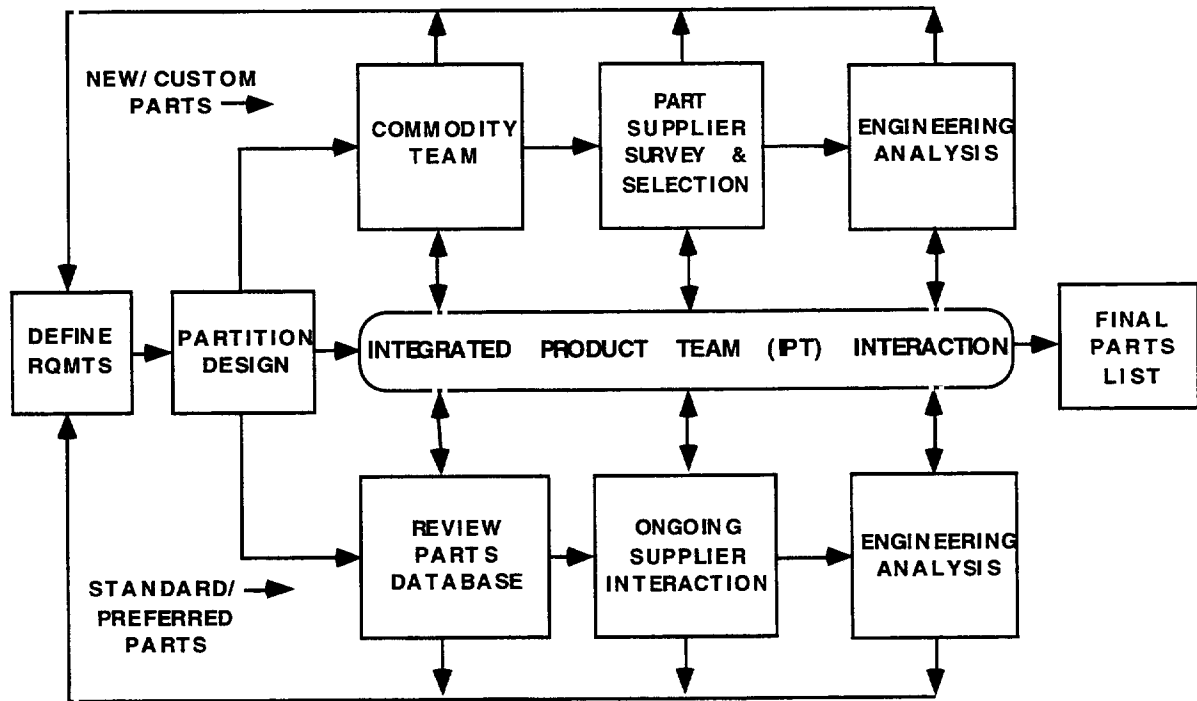 NEW/ CUSTOM
PARTS
COMMODITY
TEAM
PART
SUPPLIER
SURVEY &
SELECTION
ENGINEERING
ANALYSIS
DEFINE
RQMTS
PARTITION
DESIGN
INTEGRATED PRODUCT TEAM (IPT) INTERACTION
FINAL
PARTS
LIST
REVIEW
PARTS
DATABASE
ONGOING
SUPPLIER
INTERACTION
ENGINEERING
ANALYSIS
STANDARD/
PREFERRED
PARTS